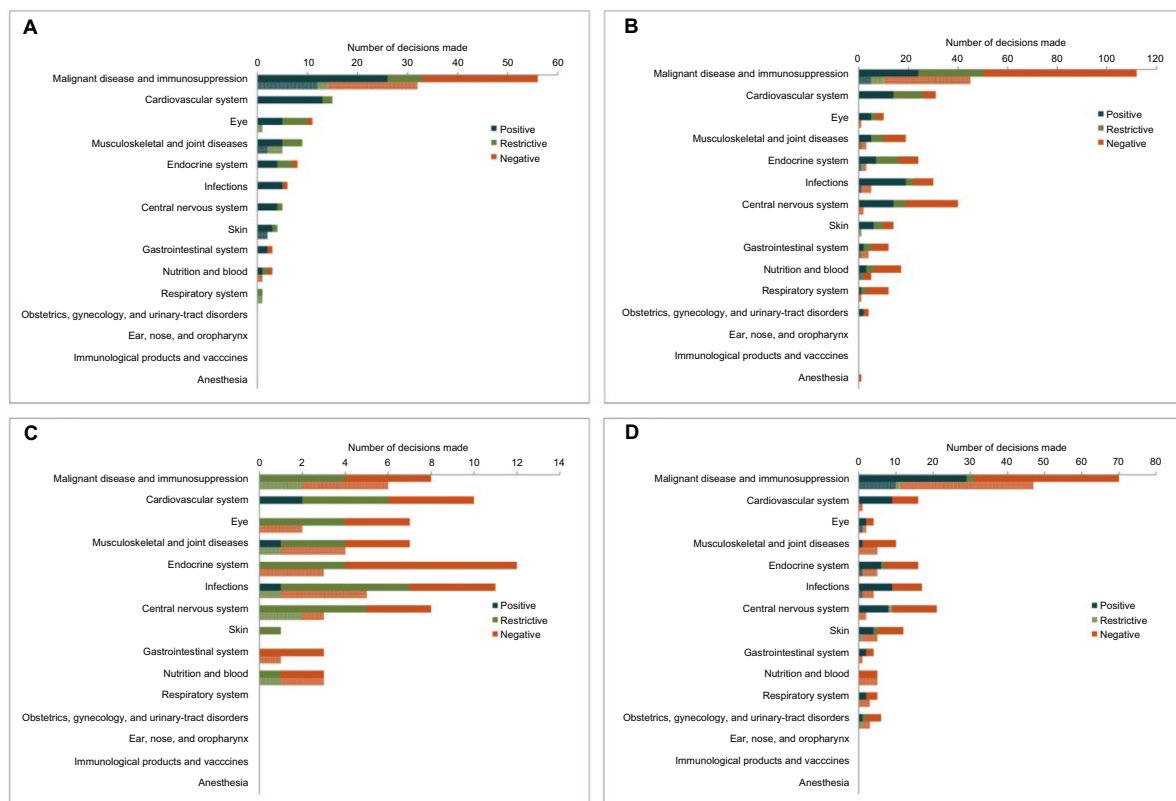 A
Number of decisions made
0 10 20 30 40 50 60
Malignant disease and immunosuppression
Cardiovascular system
Eye
Musculoskeletal and joint diseases
Endocrine system
Infections
Central nervous system
Skin
Gastrointestinal system
Nutrition and blood
Respiratory system
Obstetrics, gynecology, and urinary-tract disorders
Ear, nose, and oropharynx
Immunological products and vacccines
Anesthesia
Positive
Restrictive
Negative
B
Number of decisions made
0 20 40 60 80 100 120
Malignant disease and immunosuppression
Cardiovascular system
Eye
Musculoskeletal and joint diseases
Endocrine system
Infections
Central nervous system
Skin
Gastrointestinal system
Nutrition and blood
Respiratory system
Obstetrics, gynecology, and urinary-tract disorders
Ear, nose, and oropharynx
Immunological products and vacccines
Anesthesia
Positive
Restrictive
Negative
C
Number of decisions made
0 2 4 6 8 10 12 14
Malignant disease and immunosuppression
Cardiovascular system
Eye
Musculoskeletal and joint diseases
Endocrine system
Infections
Central nervous system
Skin
Gastrointestinal system
Nutrition and blood
Respiratory system
Obstetrics, gynecology, and urinary-tract disorders
Ear, nose, and oropharynx
Immunological products and vacccines
Anesthesia
Positive
Restrictive
Negative
D
Number of decisions made
0 10 20 30 40 50 60 70 80
Malignant disease and immunosuppression
Cardiovascular system
Eye
Musculoskeletal and joint diseases
Endocrine system
Infections
Central nervous system
Skin
Gastrointestinal system
Nutrition and blood
Respiratory system
Obstetrics, gynecology, and urinary-tract disorders
Ear, nose, and oropharynx
Immunological products and vacccines
Anesthesia
Positive
Restrictive
Negative